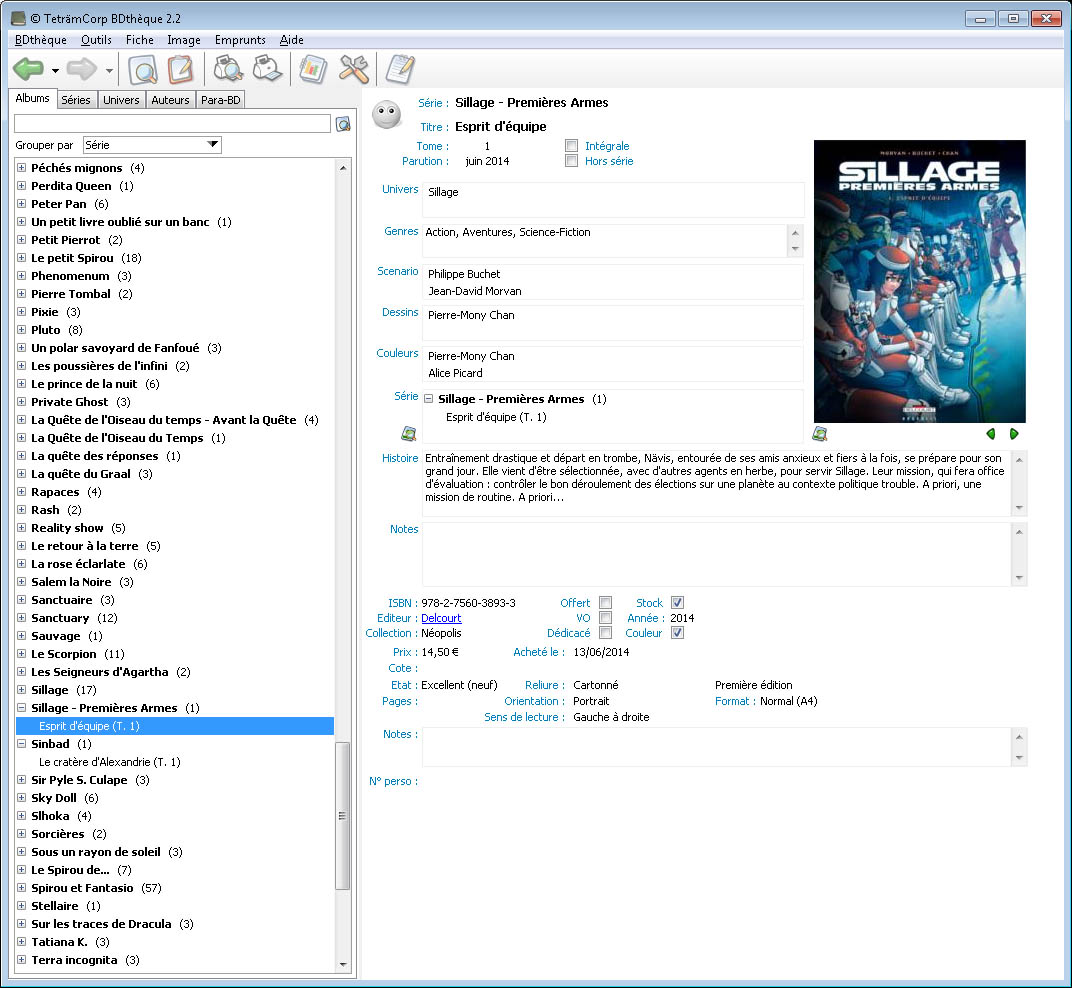 © TeträmCorp BDthèque 2.2
BDthèque Outils Fiche Image Emprunts Aide
Albums Séries Univers Auteurs Para-BD
Grouper par Série
Péchés mignons (4)
Perdita Queen (1)
Peter Pan (6)
Un petit livre oublié sur un banc (1)
Petit Pierrot (2)
Le petit Spirou (18)
Phenomenum (3)
Pierre Tombal (2)
Pixie (3)
Pluto (8)
Un polar savoyard de Fanfoué (3)
Les poussières de l'infini (2)
Le prince de la nuit (6)
Private Ghost (3)
La Quête de l'Oiseau du temps - Avant la Quête (4)
La Quête de l'Oiseau du Temps (1)
La quête des réponses (1)
La quête du Graal (3)
Rapaces (4)
Rash (2)
Reality show (5)
Le retour à la terre (5)
La rose éclarlate (6)
Salem la Noire (3)
Sanctuaire (3)
Sanctuary (12)
Sauvage (1)
Le Scorpion (11)
Les Seigneurs d'Agartha (2)
Sillage (17)
Sillage - Premières Armes (1)
Esprit d'équipe (T. 1)
Sinbad (1)
Le cratère d'Alexandrie (T. 1)
Sir Pyle S. Culape (3)
Sky Doll (6)
Slhoka (4)
Sorcières (2)
Sous un rayon de soleil (3)
Le Spirou de... (7)
Spirou et Fantasio (57)
Stellaire (1)
Sur les traces de Dracula (3)
Tatiana K. (3)
Terra incognita (3)
Série : Sillage - Premières Armes
Titre : Esprit d'équipe
Tome : 1 Intégrale
Parution : juin 2014 Hors série
Univers Sillage
Genres Action, Aventures, Science-Fiction
Scenario Philippe Buchet
Jean-David Morvan
Dessins Pierre-Mony Chan
Couleurs Pierre-Mony Chan
Alice Picard
Série Sillage - Premières Armes (1)
Esprit d'équipe (T. 1)
MORVAN · BUCHET · CHAN
SILLAGE
PREMIÈRES ARMES
1. ESPRIT D'ÉQUIPE
DELCOURT
Histoire Entraînement drastique et départ en trombe, Nävis, entourée de ses amis anxieux et fiers à la fois, se prépare pour son
grand jour. Elle vient d'être sélectionnée, avec d'autres agents en herbe, pour servir Sillage. Leur mission, qui fera office
d'évaluation : contrôler le bon déroulement des élections sur une planète au contexte politique trouble. A priori, une
mission de routine. A priori...
Notes
ISBN : 978-2-7560-3893-3 Offert Stock
Editeur : Delcourt VO Année : 2014
Collection : Néopolis Dédicacé Couleur
Prix : 14,50 € Acheté le : 13/06/2014
Cote :
Etat : Excellent (neuf) Reliure : Cartonné Première édition
Pages : Orientation : Portrait Format : Normal (A4)
Sens de lecture : Gauche à droite
Notes :
N° perso :